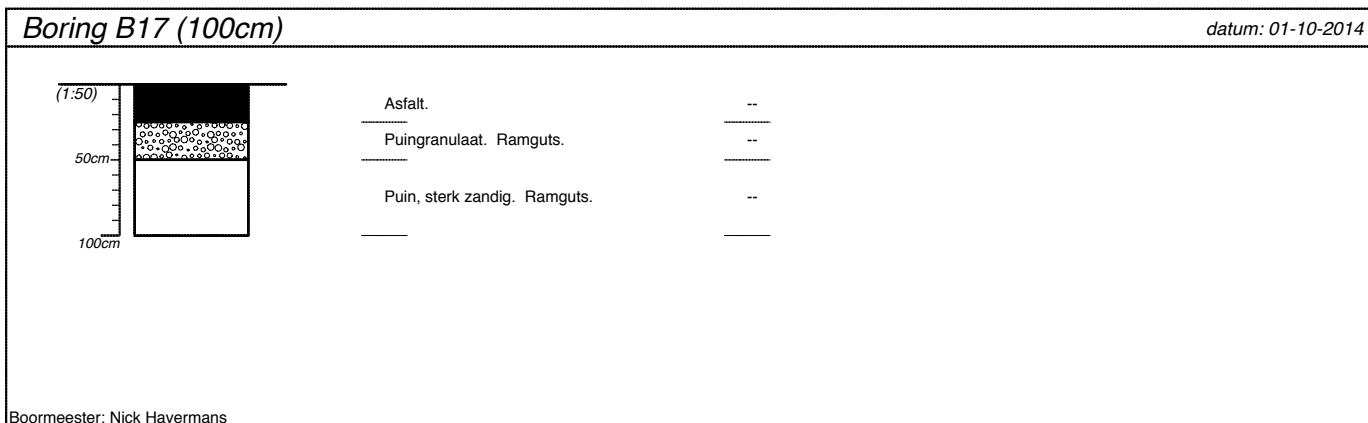 Boring B17 (100cm)
datum: 01-10-2014
(1:50)
Asfalt. --
Puingranulaat. Ramguts. --
50cm
Puin, sterk zandig. Ramguts. --
100cm
Boormeester: Nick Havermans